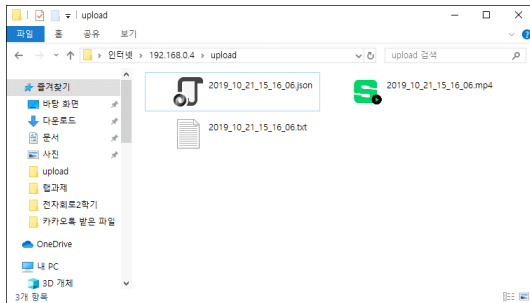 upload
파일 홈 공유 보기
인터넷 > 192.168.0.4 > upload
upload 검색
즐겨찾기
바탕 화면
다운로드
문서
사진
upload
랩과제
전자회로2학기
카카오톡 받은 파일
OneDrive
내 PC
3D 개체
2019_10_21_15_16_06.json
2019_10_21_15_16_06.mp4
2019_10_21_15_16_06.txt
3개 항목